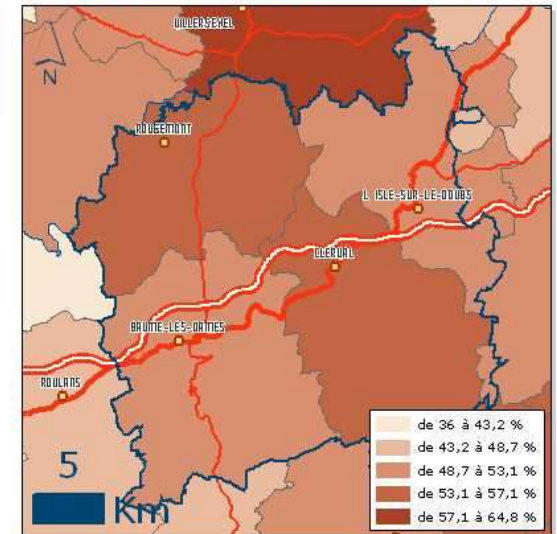 VILLERSEXEL
N
ROUGEMONT
L ISLE-SUR-LE-DOUBS
CLERVAL
BAUME-LES-DAMES
ROULANS
5
Km
de 36 à 43,2 %
de 43,2 à 48,7 %
de 48,7 à 53,1 %
de 53,1 à 57,1 %
de 57,1 à 64,8 %